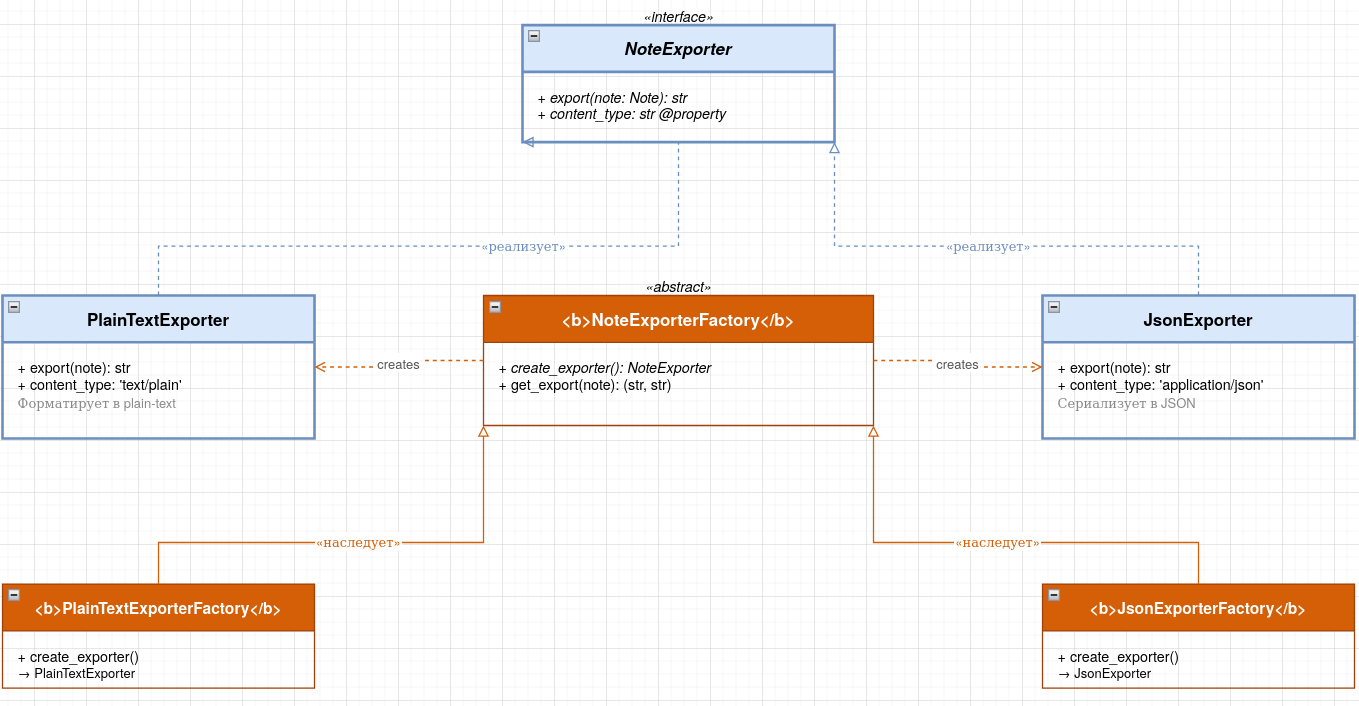 «interface»
NoteExporter
+ export(note: Note): str
+ content_type: str @property
«реализует»
«реализует»
«abstract»
PlainTextExporter
<b>NoteExporterFactory</b>
JsonExporter
+ export(note): str
+ content_type: 'text/plain'
Форматирует в plain-text
creates
+ create_exporter(): NoteExporter
+ get_export(note): (str, str)
creates
+ export(note): str
+ content_type: 'application/json'
Сериализует в JSON
«наследует»
«наследует»
<b>PlainTextExporterFactory</b>
+ create_exporter()
→ PlainTextExporter
<b>JsonExporterFactory</b>
+ create_exporter()
→ JsonExporter